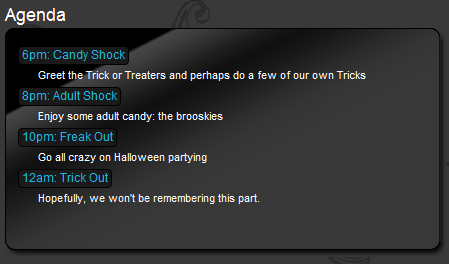 Agenda
6pm: Candy Shock
Greet the Trick or Treaters and perhaps do a few of our own Tricks
8pm: Adult Shock
Enjoy some adult candy: the brooskies
10pm: Freak Out
Go all crazy on Halloween partying
12am: Trick Out
Hopefully, we won't be remembering this part.